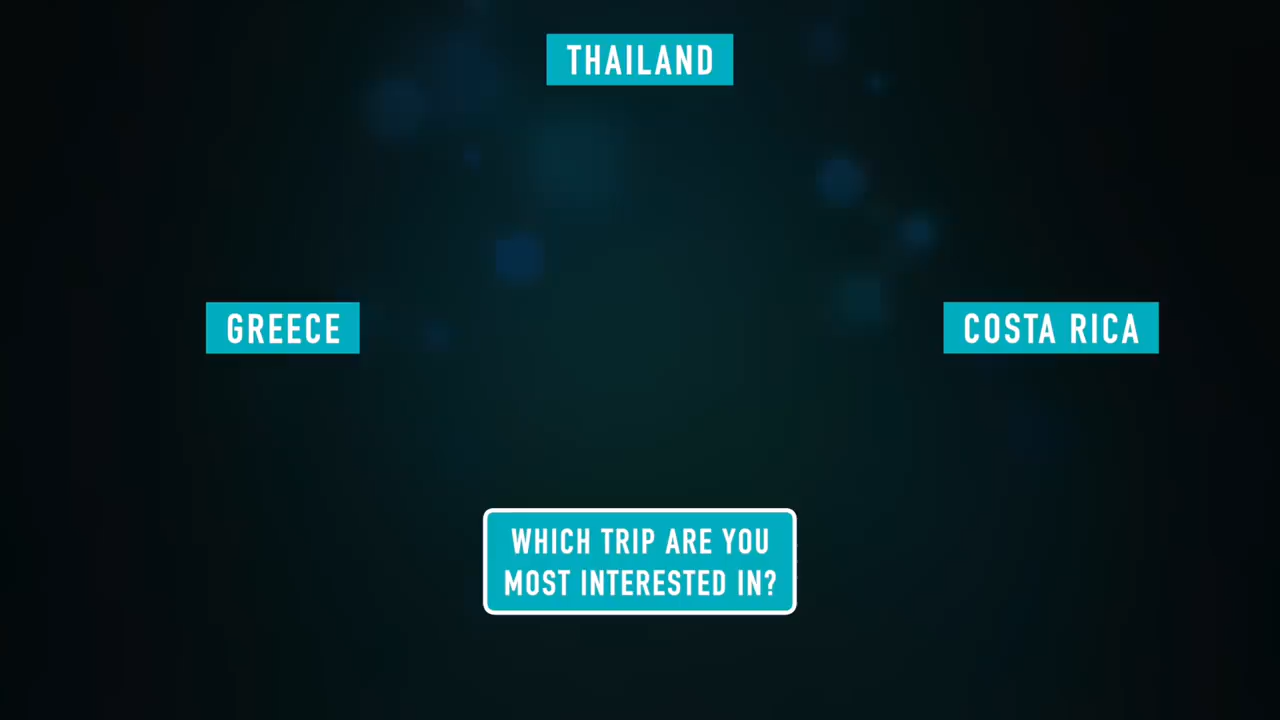 THAILAND
GREECE
COSTA RICA
WHICH TRIP ARE YOU
MOST INTERESTED IN?